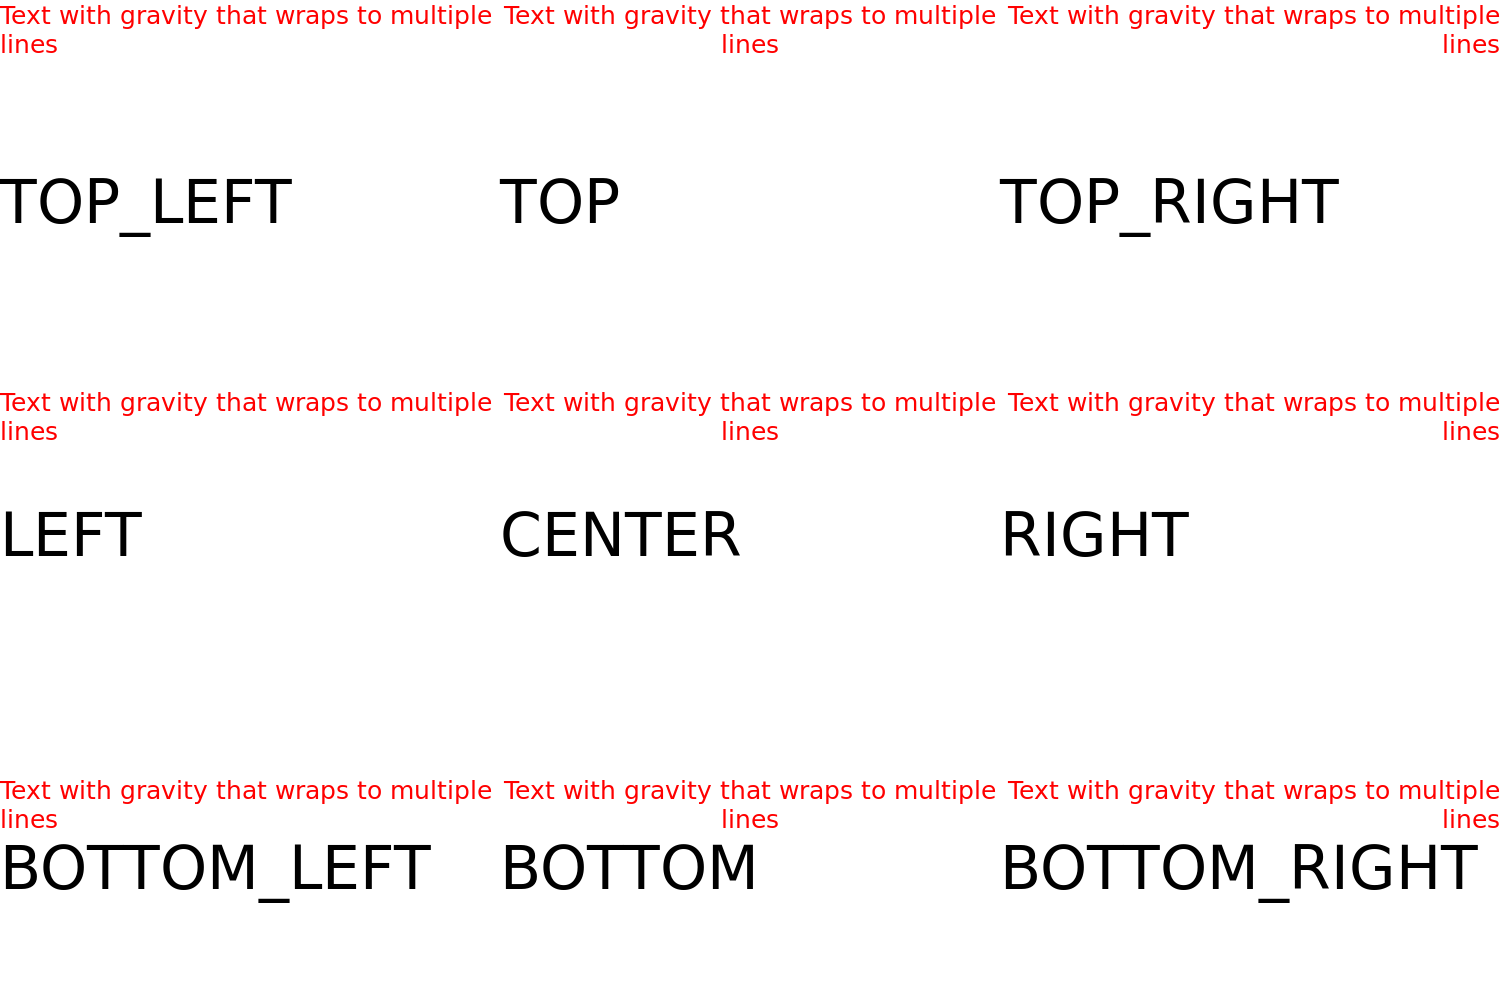 Text with gravity that wraps to multiple
lines
Text with gravity that wraps to multiple
lines
Text with gravity that wraps to multiple
lines
TOP_LEFT
TOP
TOP_RIGHT
Text with gravity that wraps to multiple
lines
Text with gravity that wraps to multiple
lines
Text with gravity that wraps to multiple
lines
LEFT
CENTER
RIGHT
Text with gravity that wraps to multiple
lines
Text with gravity that wraps to multiple
lines
Text with gravity that wraps to multiple
lines
BOTTOM_LEFT
BOTTOM
BOTTOM_RIGHT